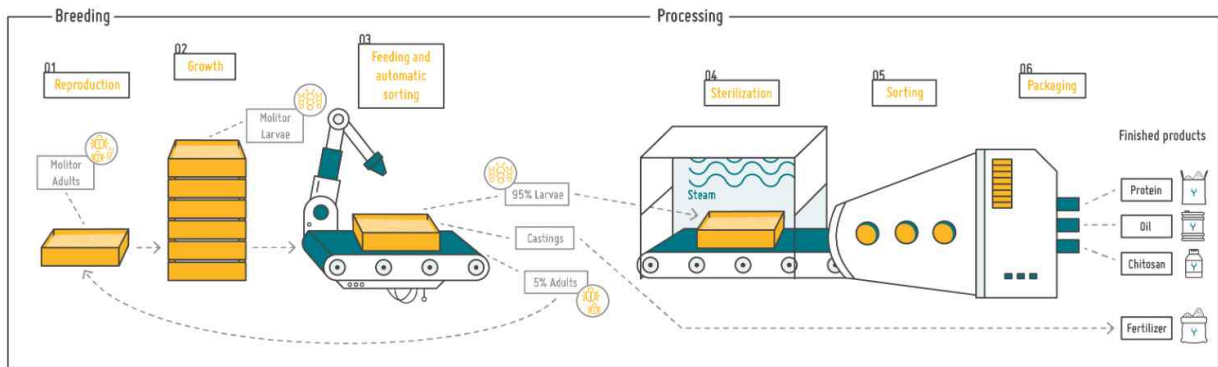 Breeding
Processing
01
Reproduction
02
Growth
03
Feeding and
automatic
sorting
04
Sterilization
05
Sorting
06
Packaging
Molitor
Adults
Molitor
Larvae
95% Larvae
Castings
5% Adults
Steam
Finished products
Protein
Y
Oil
Y
Chitosan
Y
Fertilizer
Y